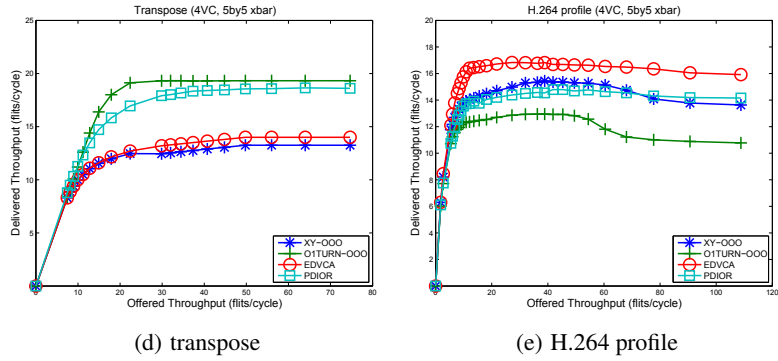 Transpose (4VC, 5by5 xbar)
Delivered Throughput (flits/cycle)
25
20
15
10
5
0
0 10 20 30 40 50 60 70 80
Offered Throughput (flits/cycle)
XY−OOO
O1TURN−OOO
EDVCA
PDIOR
(d) transpose
H.264 profile (4VC, 5by5 xbar)
Delivered Throughput (flits/cycle)
20
18
16
14
12
10
8
6
4
2
0
0 20 40 60 80 100 120
Offered Throughput (flits/cycle)
XY−OOO
O1TURN−OOO
EDVCA
PDIOR
(e) H.264 profile